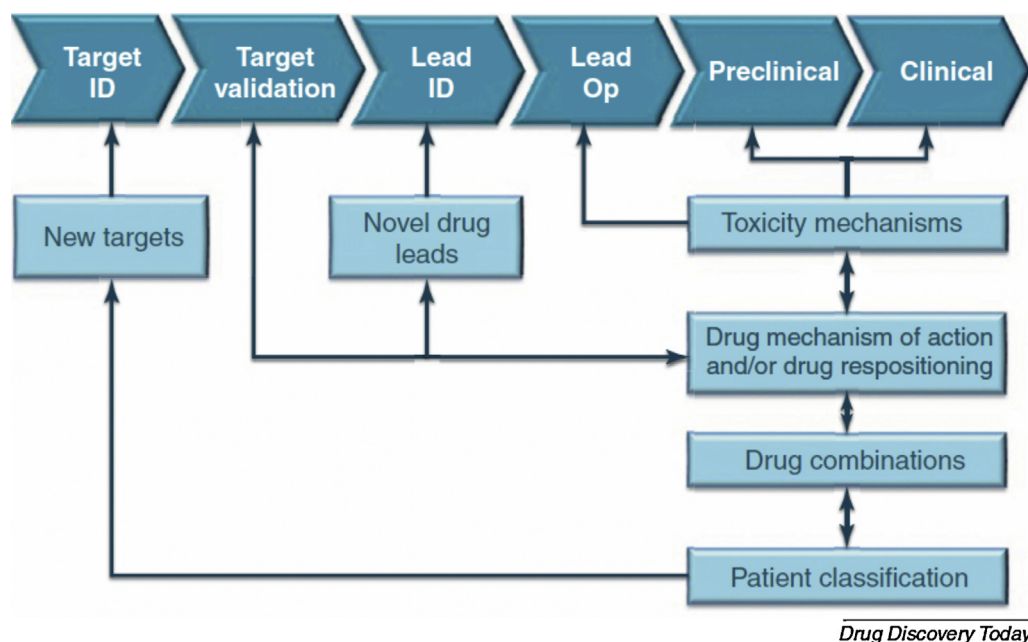 Target
ID
Target
validation
Lead
ID
Lead
Op
Preclinical
Clinical
New targets
Novel drug
leads
Toxicity mechanisms
Drug mechanism of action
and/or drug respositioning
Drug combinations
Patient classification
Drug Discovery Today